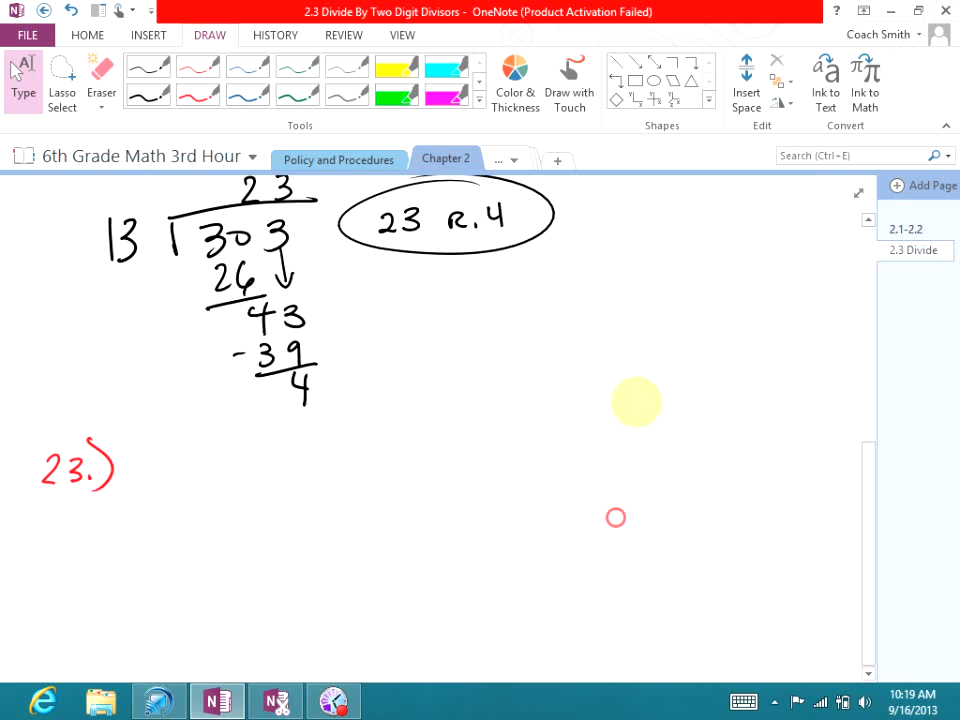 2.3 Divide By Two Digit Divisors - OneNote (Product Activation Failed)
?
FILE HOME INSERT DRAW HISTORY REVIEW VIEW
Coach Smith
Type
Lasso Select
Eraser
Color & Thickness
Draw with Touch
Insert Space
Ink to Text
Ink to Math
Tools Shapes Edit Convert
6th Grade Math 3rd Hour
Policy and Procedures
Chapter 2
...
Search (Ctrl+E)
Add Page
2.1-2.2
2.3 Divide
23
13 303
23 R. 4
26
43
-39
4
23.)
10:19 AM
9/16/2013